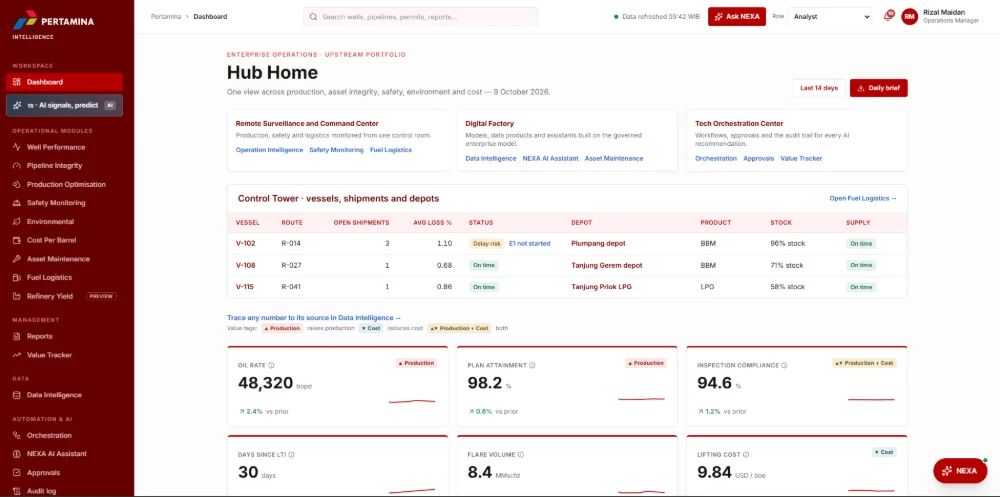 PERTAMINA
INTELLIGENCE
WORKSPACE
Dashboard
AI signals, predict AI
OPERATIONAL MODULES
Well Performance
Pipeline Integrity
Production Optimisation
Safety Monitoring
Environmental
Cost Per Barrel
Asset Maintenance
Fuel Logistics
Refinery Yield PREVIEW
MANAGEMENT
Reports
Value Tracker
DATA
Data Intelligence
AUTOMATION & AI
Orchestration
NEXA AI Assistant
Approvals
Audit log
Pertamina > Dashboard
Search wells, pipelines, permits, reports...
Data refreshed 09:42 WIB
Ask NEXA
Role Analyst
RM
Rizal Maidan
Operations Manager
ENTERPRISE OPERATIONS · UPSTREAM PORTFOLIO
Hub Home
One view across production, asset integrity, safety, environment and cost — 9 October 2026.
Last 14 days
Daily brief
Remote Surveillance and Command Center
Production, safety and logistics monitored from one control room.
Operation Intelligence Safety Monitoring Fuel Logistics
Digital Factory
Models, data products and assistants built on the governed
enterprise model.
Data Intelligence NEXA AI Assistant Asset Maintenance
Tech Orchestration Center
Workflows, approvals and the audit trail for every AI
recommendation.
Orchestration Approvals Value Tracker
Control Tower · vessels, shipments and depots
Open Fuel Logistics →
VESSEL ROUTE OPEN SHIPMENTS AVG LOSS % STATUS DEPOT PRODUCT STOCK SUPPLY
V-102 R-014 3 1.10 Delay risk E1 not started Plumpang depot BBM 96% stock On time
V-108 R-027 1 0.68 On time Tanjung Gerem depot BBM 71% stock On time
V-115 R-041 1 0.86 On time Tanjung Priok LPG LPG 58% stock On time
Trace any number to its source in Data Intelligence →
Value tags: ▲ Production raises production ▼ Cost reduces cost ▲▼ Production + Cost both
OIL RATE ▲ Production
48,320 bopd
↗ 2.4% vs prior
PLAN ATTAINMENT ▲ Production
98.2 %
↗ 0.8% vs prior
INSPECTION COMPLIANCE ▲▼ Production + Cost
94.6 %
↗ 1.2% vs prior
DAYS SINCE LTI
30 days
FLARE VOLUME
8.4 MMscfd
LIFTING COST ▼ Cost
9.84 USD / boe
NEXA